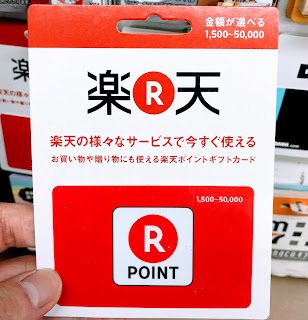 金額が選べる
1,500~50,000
楽R天
楽天の様々なサービスで今すぐ使える
お買い物や贈り物にも使える楽天ポイントギフトカード
1,500~50,000
R
POINT